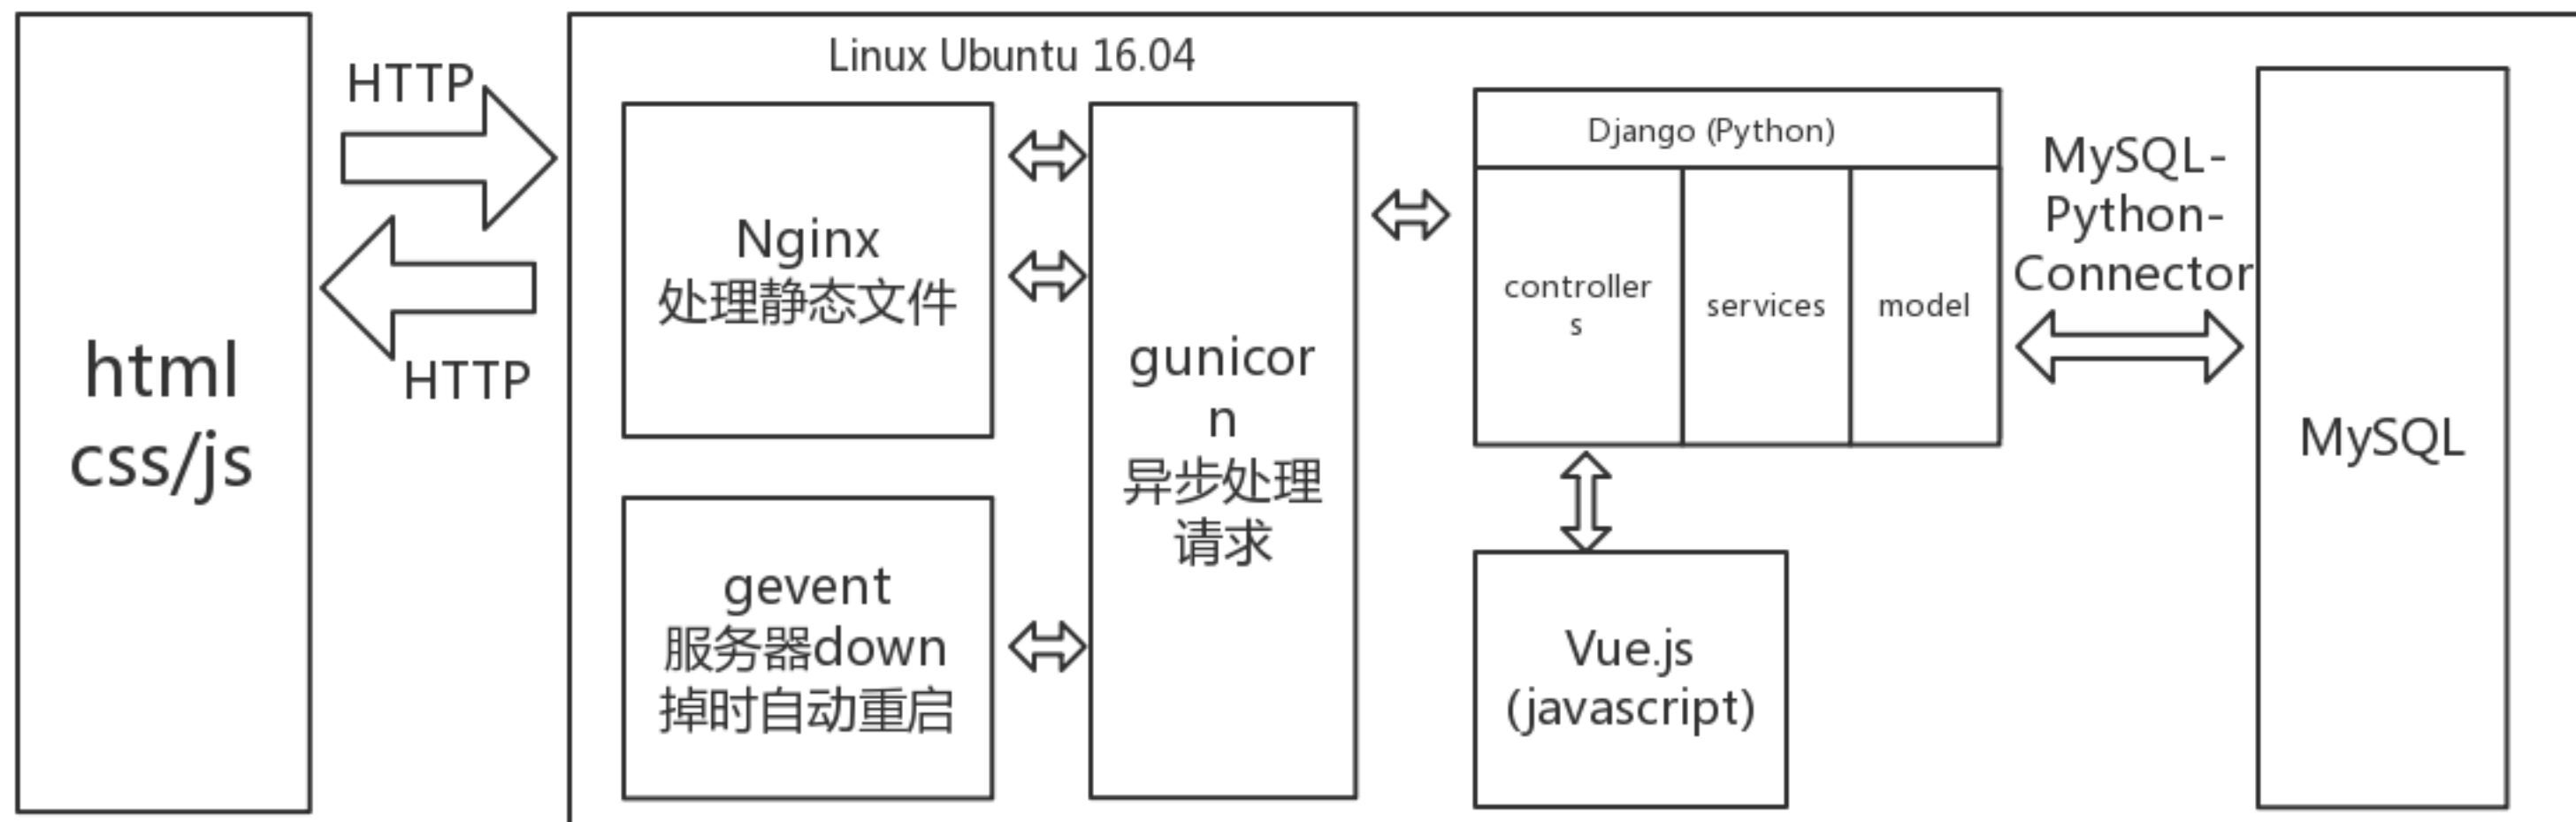 html
css/js
HTTP
HTTP
Linux Ubuntu 16.04
Nginx
处理静态文件
gevent
服务器down
掉时自动重启
gunicor
n
异步处理
请求
Django (Python)
controller
s
services
model
Vue.js
(javascript)
MySQL-
Python-
Connector
MySQL